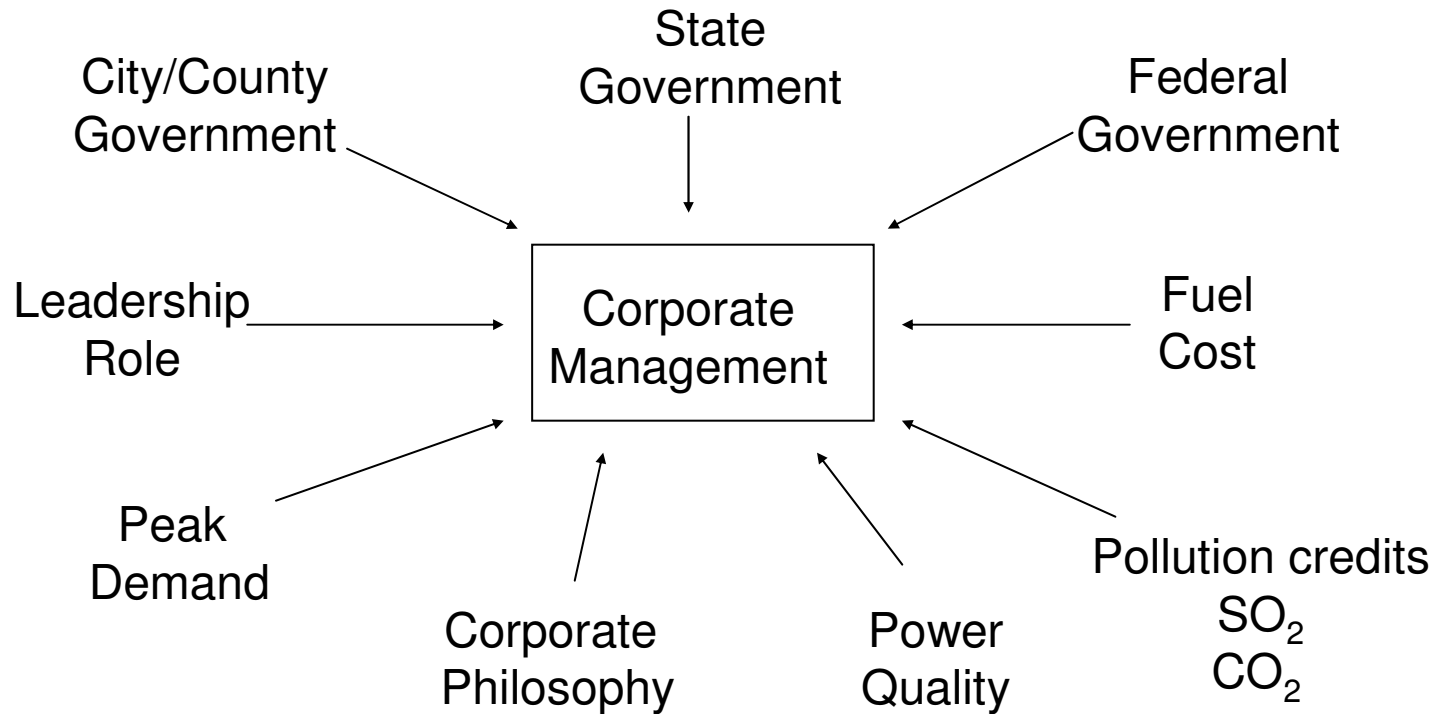 State
Government
City/County
Government
Federal
Government
Leadership
Role
Corporate
Management
Fuel
Cost
Peak
Demand
Corporate
Philosophy
Power
Quality
Pollution credits
SO₂
CO₂